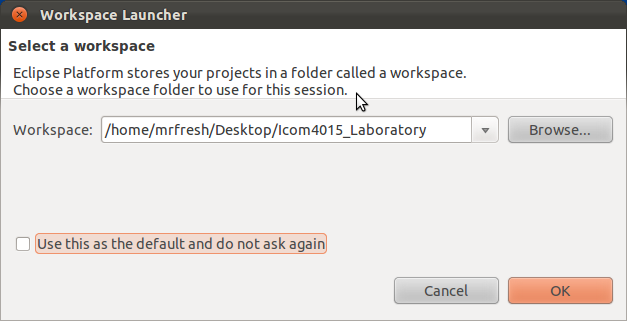 Workspace Launcher
Select a workspace
Eclipse Platform stores your projects in a folder called a workspace.
Choose a workspace folder to use for this session.
Workspace: /home/mrfresh/Desktop/Icom4015_Laboratory Browse...
Use this as the default and do not ask again
Cancel OK